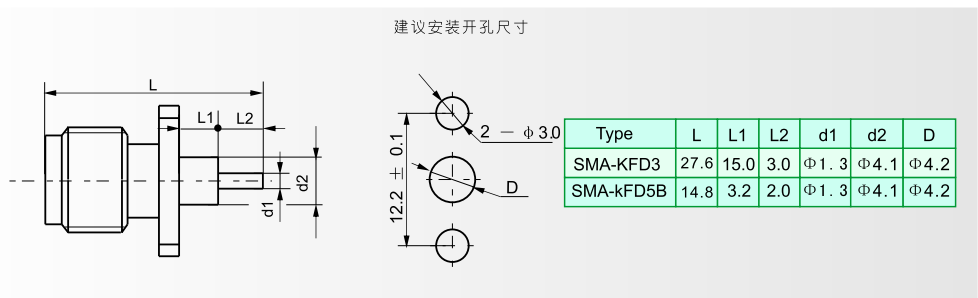 建议安装开孔尺寸
L
L1 L2
d1
d2
12.2 ± 0.1
2 － Φ3.0
D
Type L L1 L2 d1 d2 D
SMA-KFD3 27.6 15.0 3.0 Φ1.3 Φ4.1 Φ4.2
SMA-kFD5B 14.8 3.2 2.0 Φ1.3 Φ4.1 Φ4.2